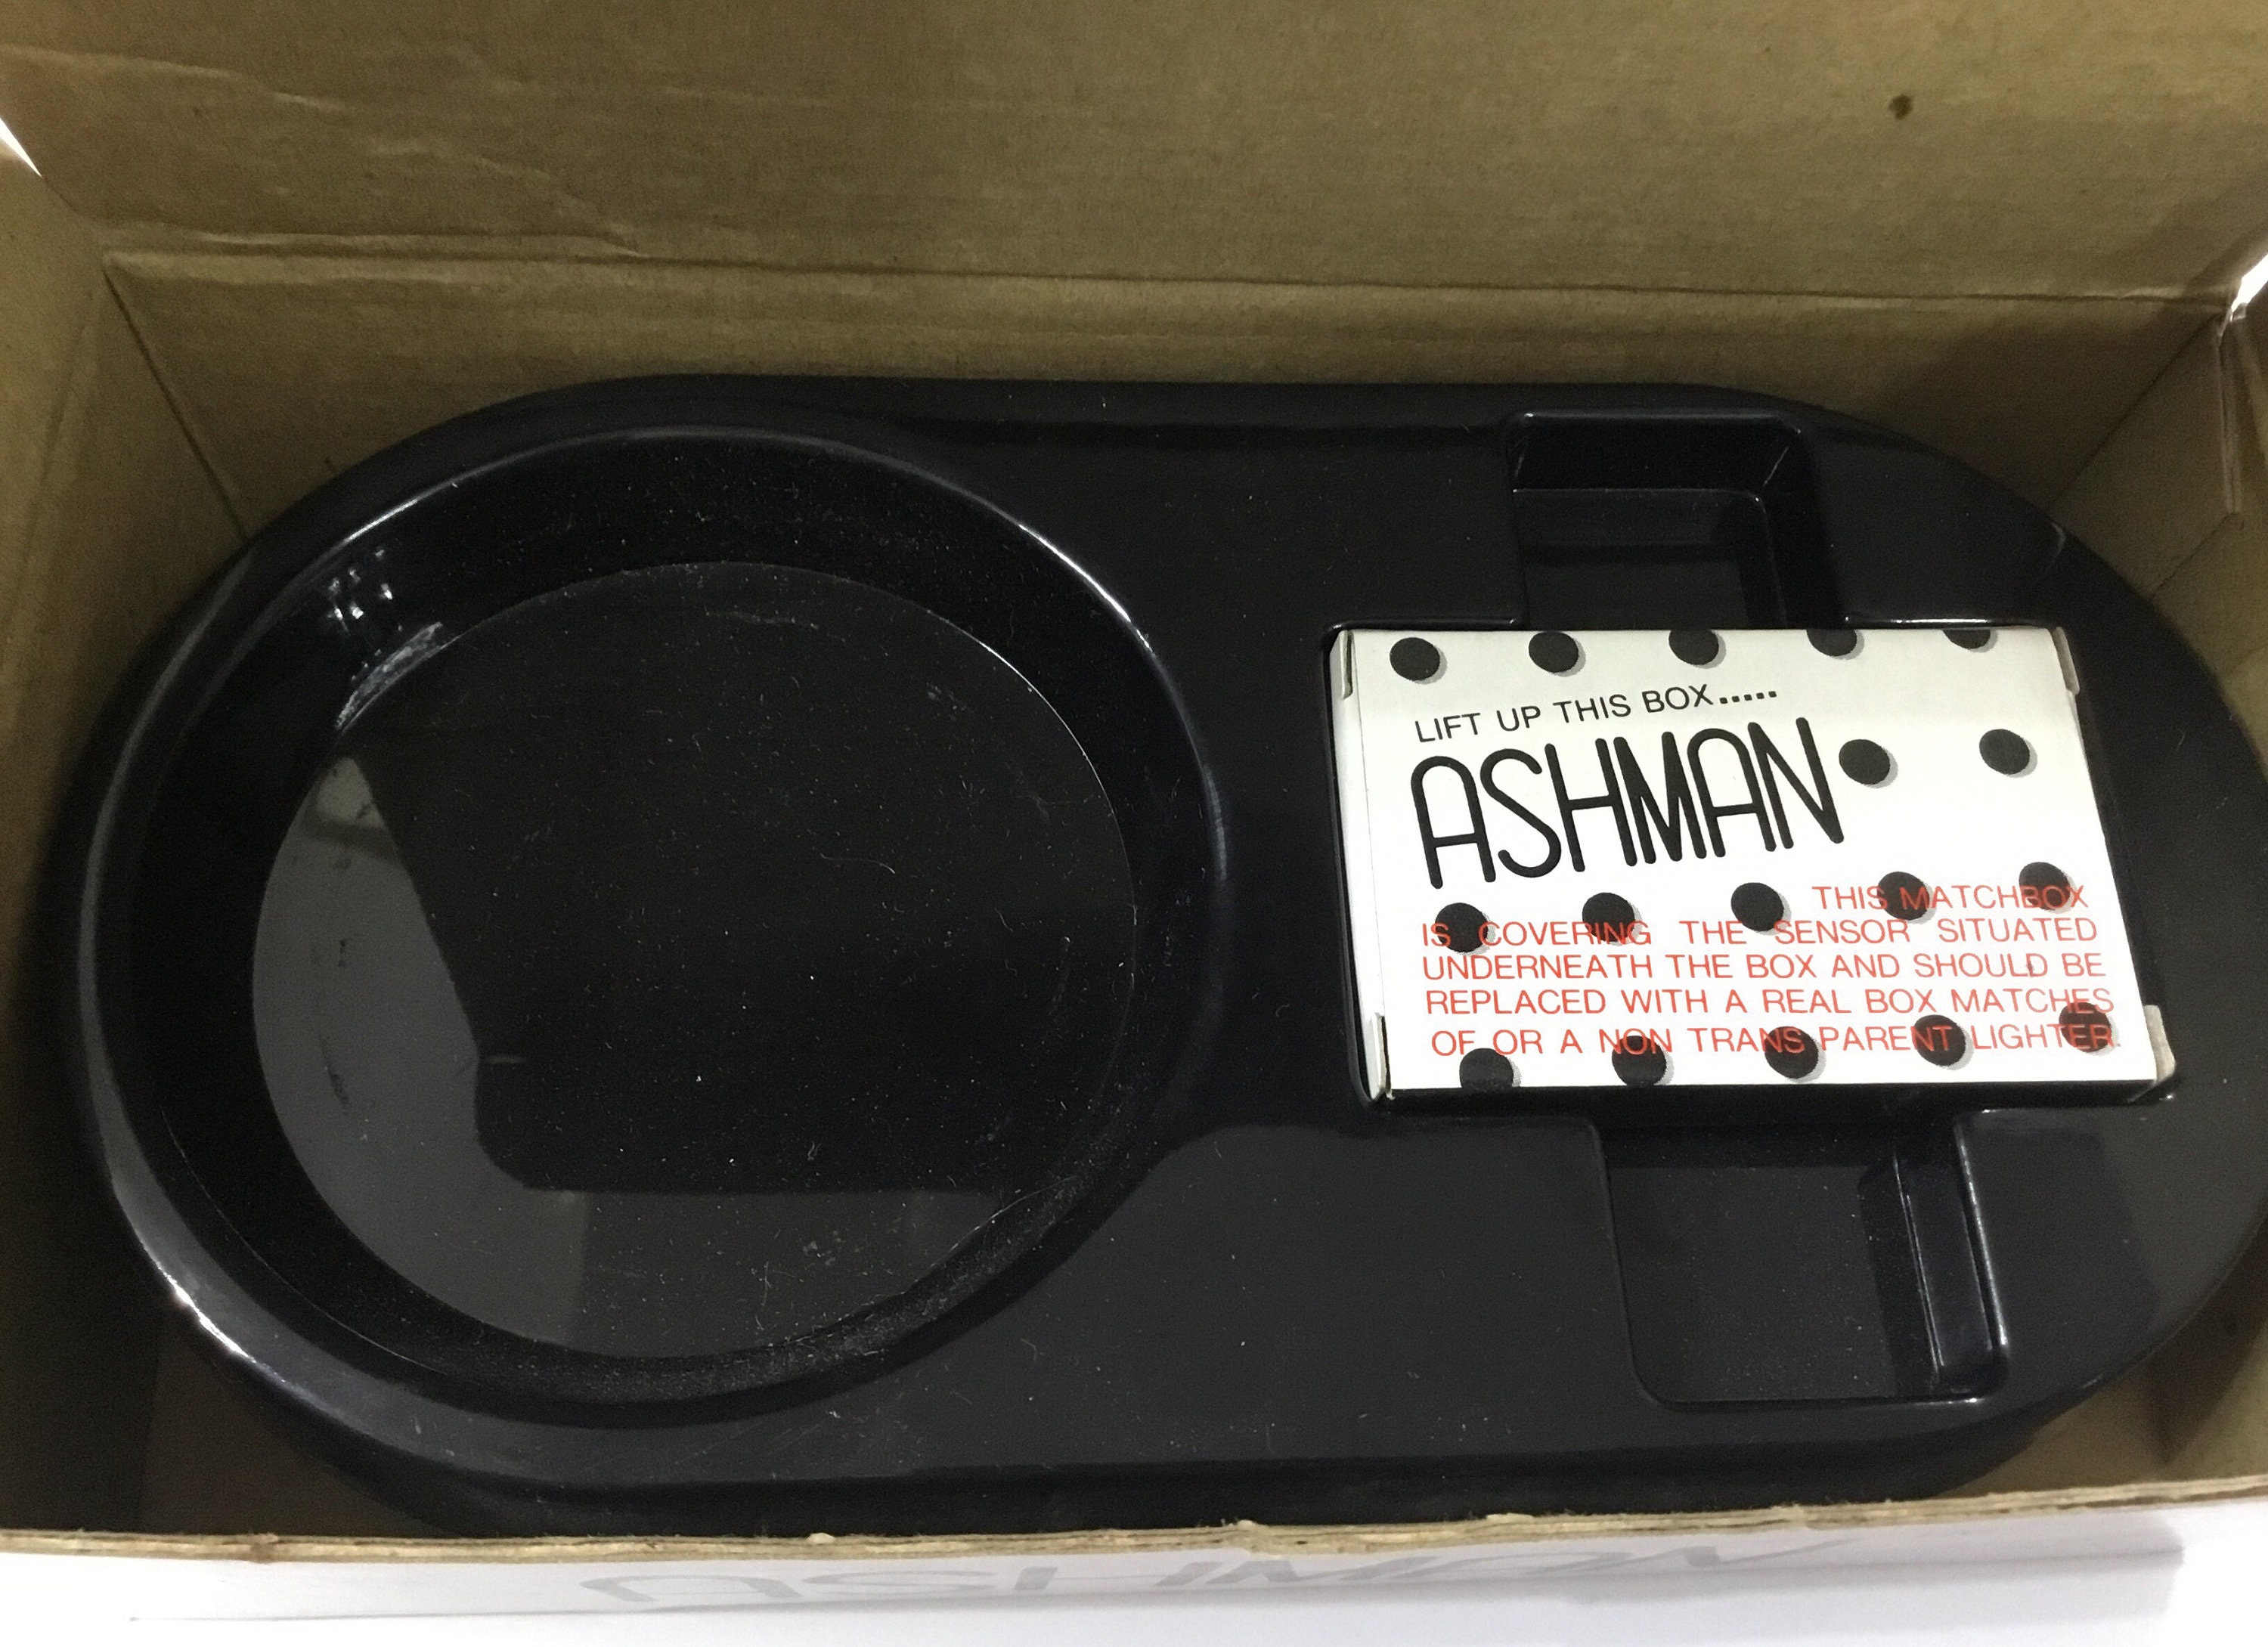 LIFT UP THIS BOX.....
ASHMAN
THIS MATCHBOX
IS COVERING THE SENSOR SITUATED
UNDERNEATH THE BOX AND SHOULD BE
REPLACED WITH A REAL BOX MATCHES
OF OR A NON TRANS PARENT LIGHTER.
ASHMAN